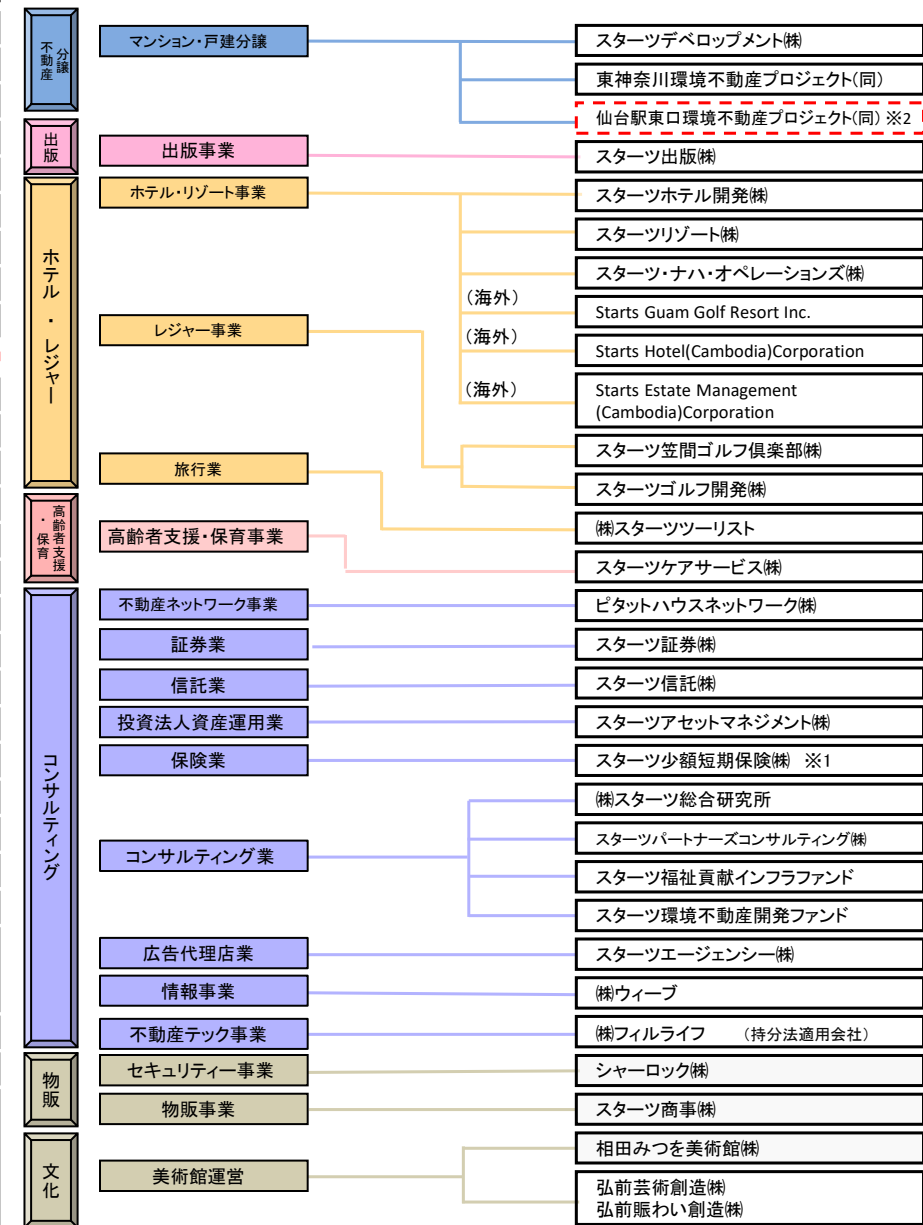 分譲
不動産
マンション・戸建分譲
スターツデベロップメント㈱
東神奈川環境不動産プロジェクト(同)
仙台駅東口環境不動産プロジェクト(同) ※2
出版
出版事業
スターツ出版㈱
ホテル・レジャー
ホテル・リゾート事業
スターツホテル開発㈱
スターツリゾート㈱
スターツ・ナハ・オペレーションズ㈱
(海外)
Starts Guam Golf Resort Inc.
レジャー事業
(海外)
Starts Hotel(Cambodia)Corporation
(海外)
Starts Estate Management
(Cambodia)Corporation
スターツ笠間ゴルフ倶楽部㈱
スターツゴルフ開発㈱
旅行業
㈱スターツツーリスト
高齢者支援
・保育
高齢者支援・保育事業
スターツケアサービス㈱
コンサルティング
不動産ネットワーク事業
ピタットハウスネットワーク㈱
証券業
スターツ証券㈱
信託業
スターツ信託㈱
投資法人資産運用業
スターツアセットマネジメント㈱
保険業
スターツ少額短期保険㈱ ※1
コンサルティング業
㈱スターツ総合研究所
スターツパートナーズコンサルティング㈱
スターツ福祉貢献インフラファンド
スターツ環境不動産開発ファンド
広告代理店業
スターツエージェンシー㈱
情報事業
㈱ウィーブ
不動産テック事業
㈱フィルライフ (持分法適用会社)
物販
セキュリティー事業
シャーロック㈱
物販事業
スターツ商事㈱
文化
美術館運営
相田みつを美術館㈱
弘前芸術創造㈱
弘前賑わい創造㈱